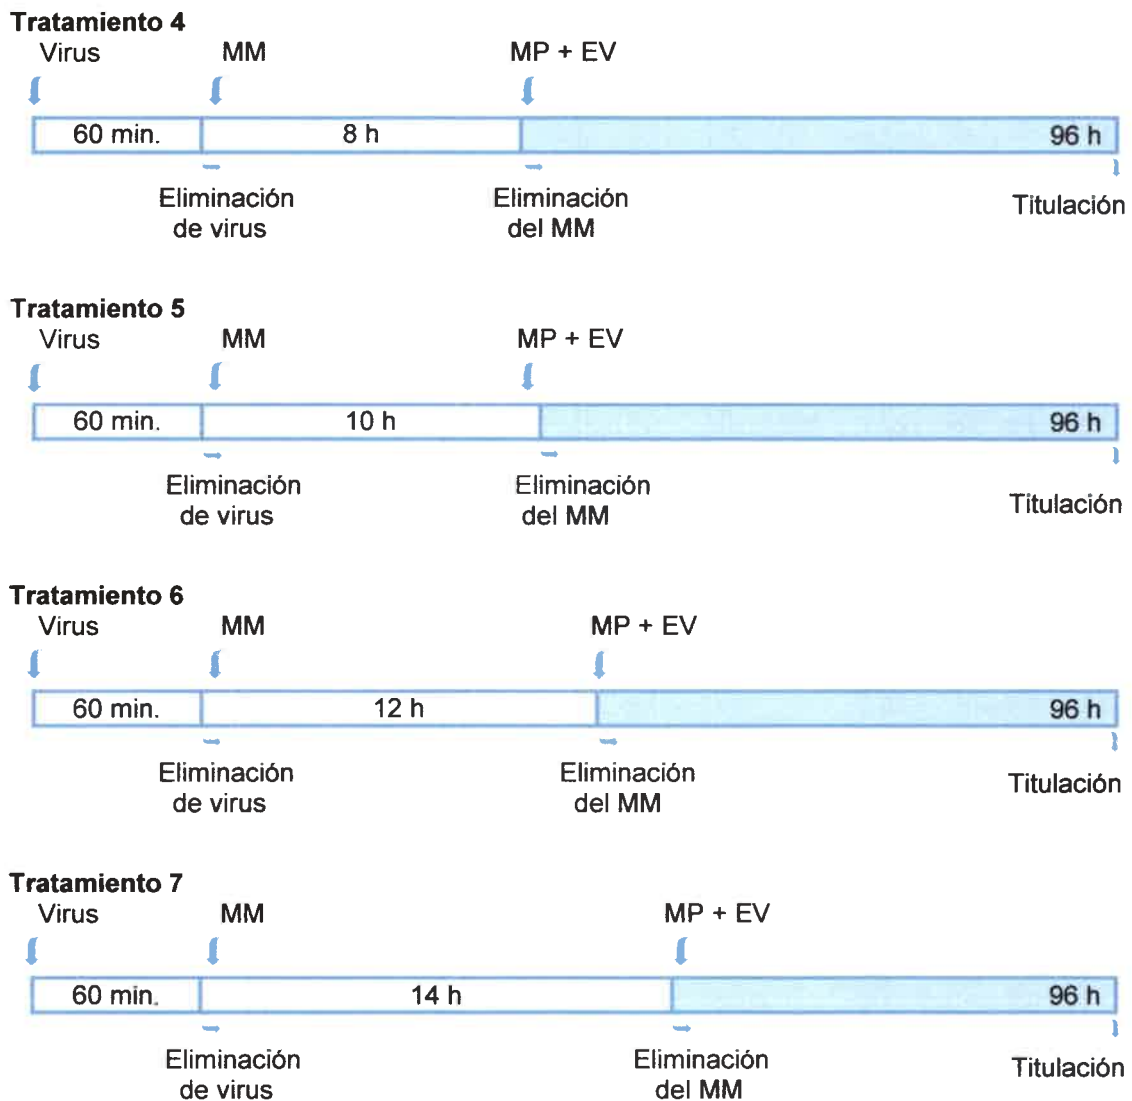 Tratamiento 4
Virus MM MP + EV
60 min. 8 h 96 h
Eliminación Eliminación Titulación
de virus del MM
Tratamiento 5
Virus MM MP + EV
60 min. 10 h 96 h
Eliminación Eliminación Titulación
de virus del MM
Tratamiento 6
Virus MM MP + EV
60 min. 12 h 96 h
Eliminación Eliminación Titulación
de virus del MM
Tratamiento 7
Virus MM MP + EV
60 min. 14 h 96 h
Eliminación Eliminación Titulación
de virus del MM